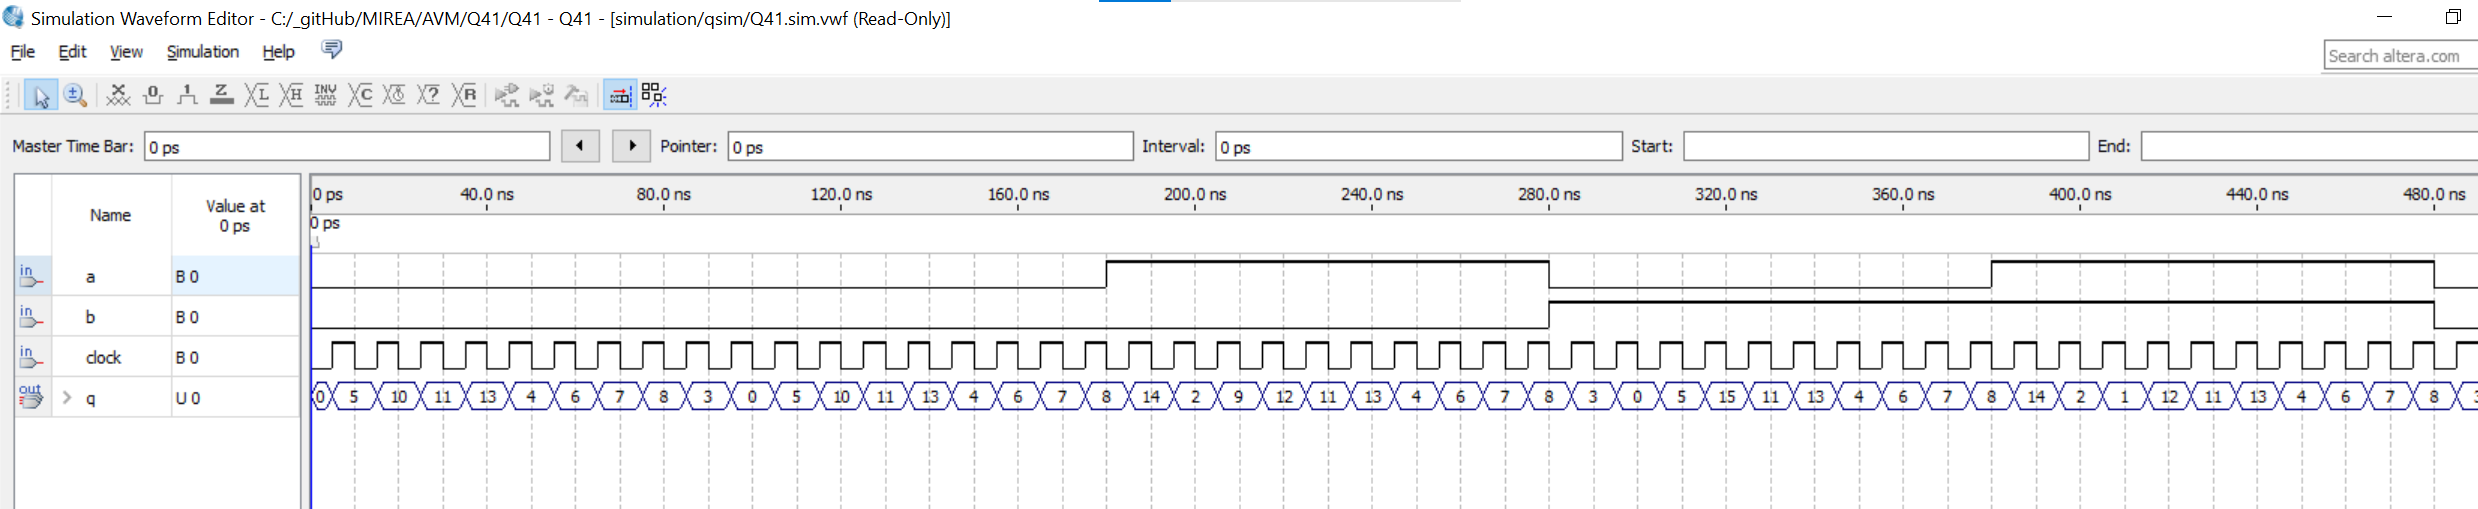 Simulation Waveform Editor - C:/_gitHub/MIREA/AVM/Q41/Q41 - Q41 - [simulation/qsim/Q41.sim.vwf (Read-Only)]
File Edit View Simulation Help
Search altera.com
Master Time Bar: 0 ps Pointer: 0 ps Interval: 0 ps Start: End:
Name Value at 0 ps
0 ps 40.0 ns 80.0 ns 120.0 ns 160.0 ns 200.0 ns 240.0 ns 280.0 ns 320.0 ns 360.0 ns 400.0 ns 440.0 ns 480.0 ns
0 ps
in a B 0
in b B 0
in clock B 0
out > q U 0 0 5 10 11 13 4 6 7 8 3 0 5 10 11 13 4 6 7 8 14 2 9 12 11 13 4 6 7 8 3 0 5 15 11 13 4 6 7 8 14 2 1 12 11 13 4 6 7 8